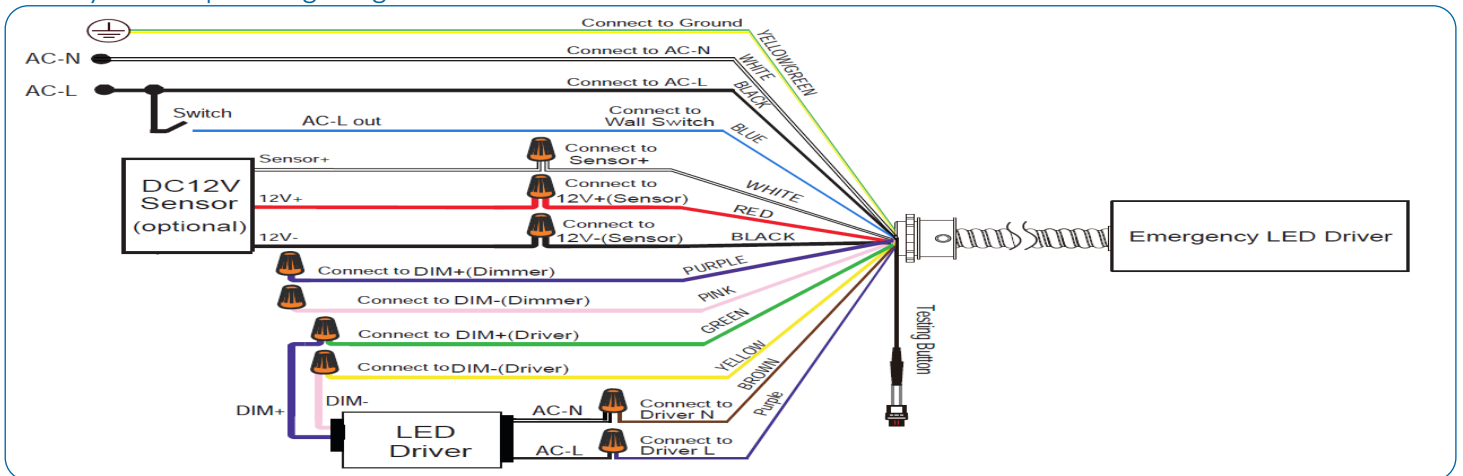 Connect to Ground
YELLOW/GREEN
AC-N
Connect to AC-N
WHITE
AC-L
Connect to AC-L
BLACK
Switch
AC-L out
Connect to
Wall Switch
BLUE
DC12V
Sensor
(optional)
Sensor+
Connect to
Sensor+
WHITE
12V+
Connect to
12V+(Sensor)
RED
12V-
Connect to
12V-(Sensor)
BLACK
Emergency LED Driver
Connect to DIM+(Dimmer)
PURPLE
Connect to DIM-(Dimmer)
PINK
Connect to DIM+(Driver)
GREEN
Connect to DIM-(Driver)
YELLOW
Testing Button
DIM+
DIM-
LED
Driver
AC-N
Connect to
Driver N
BROWN
AC-L
Connect to
Driver L
Purple